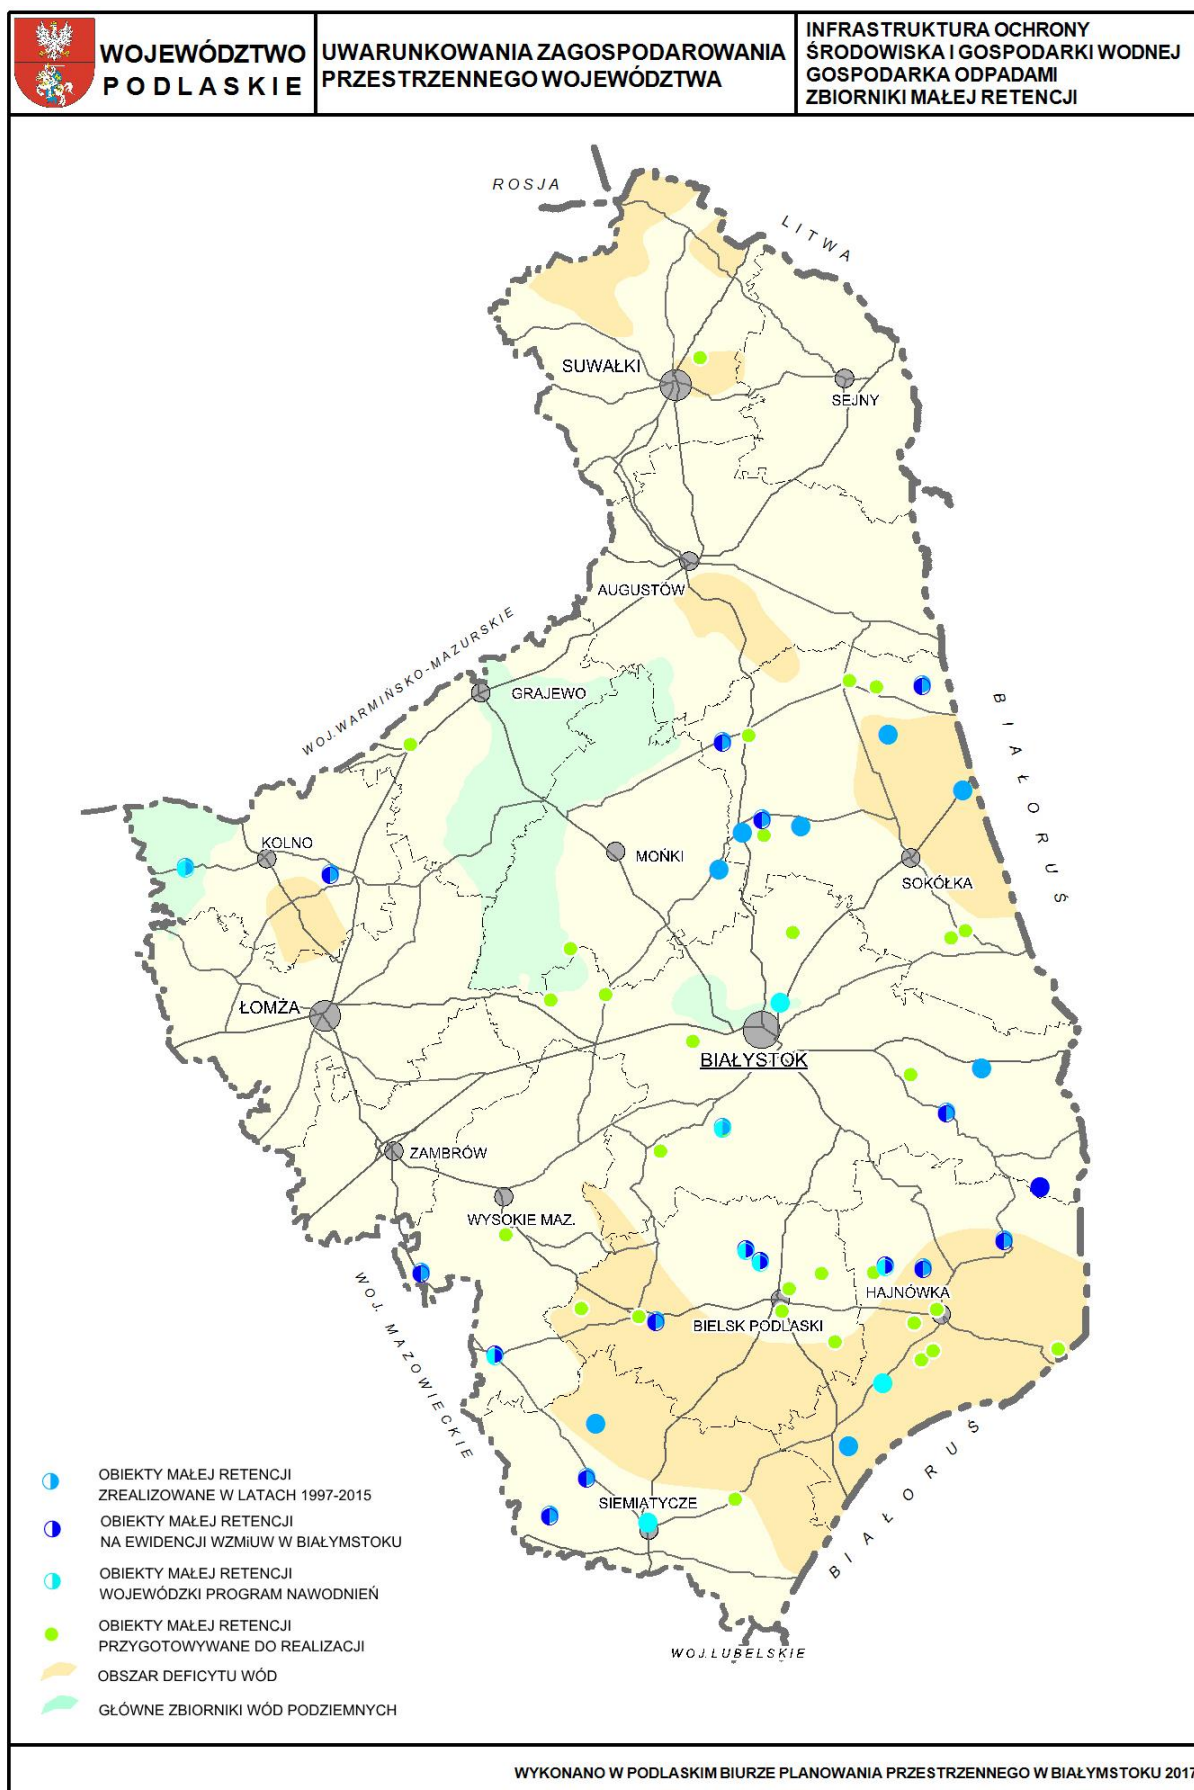 WOJEWÓDZTWO
PODLASKIE
UWARUNKOWANIA ZAGOSPODAROWANIA
PRZESTRZENNEGO WOJEWÓDZTWA
INFRASTRUKTURA OCHRONY
ŚRODOWISKA I GOSPODARKI WODNEJ
GOSPODARKA ODPADAMI
ZBIORNIKI MAŁEJ RETENCJI
ROSJA
LITWA
SUWAŁKI
SEJNY
AUGUSTÓW
WOJ.WARMIŃSKO-MAZURSKIE
GRAJEWO
BIAŁORUŚ
KOLNO
MOŃKI
SOKÓŁKA
ŁOMŻA
BIAŁYSTOK
ZAMBRÓW
WYSOKIE MAZ.
WOJ. MAZOWIECKIE
HAJNÓWKA
BIELSK PODLASKI
BIAŁORUŚ
SIEMIATYCZE
WOJ.LUBELSKIE
OBIEKTY MAŁEJ RETENCJI
ZREALIZOWANE W LATACH 1997-2015
OBIEKTY MAŁEJ RETENCJI
NA EWIDENCJI WZMiUW W BIAŁYMSTOKU
OBIEKTY MAŁEJ RETENCJI
WOJEWÓDZKI PROGRAM NAWODNIEŃ
OBIEKTY MAŁEJ RETENCJI
PRZYGOTOWYWANE DO REALIZACJI
OBSZAR DEFICYTU WÓD
GŁÓWNE ZBIORNIKI WÓD PODZIEMNYCH
WYKONANO W PODLASKIM BIURZE PLANOWANIA PRZESTRZENNEGO W BIAŁYMSTOKU 2017